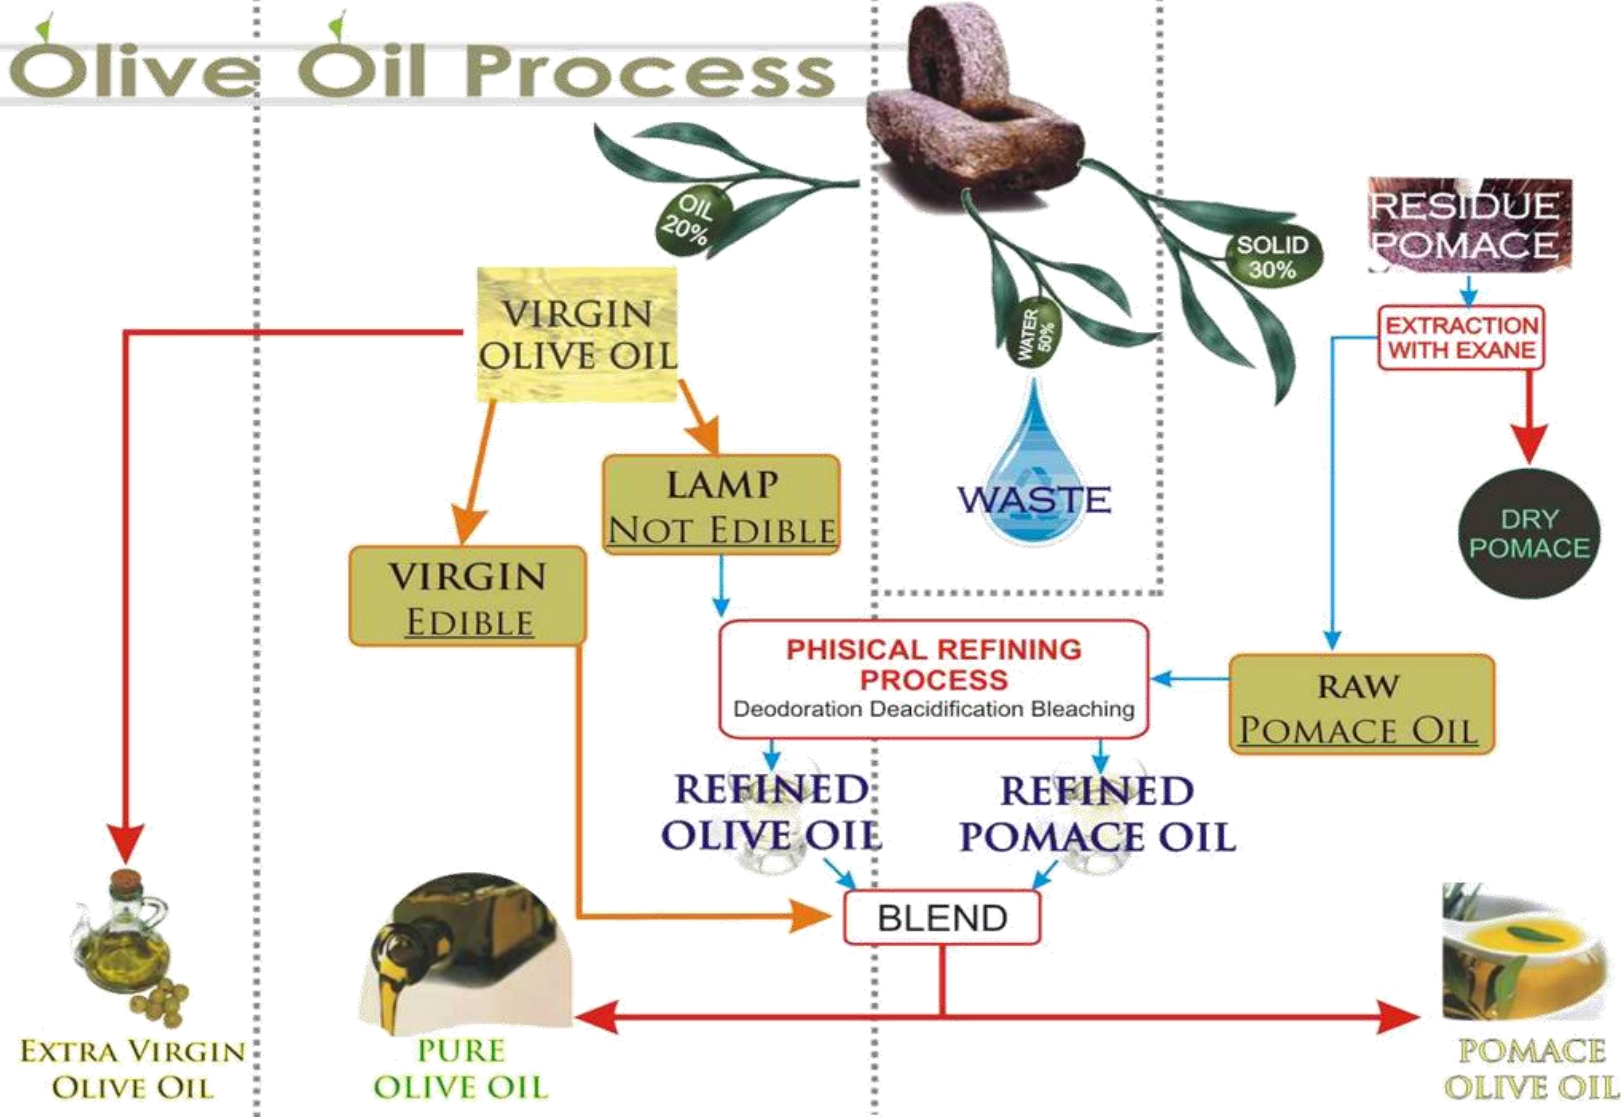 Olive Oil Process
OIL
20%
SOLID
30%
WATER
50%
RESIDUE
POMACE
EXTRACTION
WITH EXANE
VIRGIN
OLIVE OIL
LAMP
NOT EDIBLE
WASTE
DRY
POMACE
VIRGIN
EDIBLE
PHISICAL REFINING
PROCESS
Deodoration Deacidification Bleaching
RAW
POMACE OIL
REFINED
OLIVE OIL
REFINED
POMACE OIL
BLEND
EXTRA VIRGIN
OLIVE OIL
PURE
OLIVE OIL
POMACE
OLIVE OIL